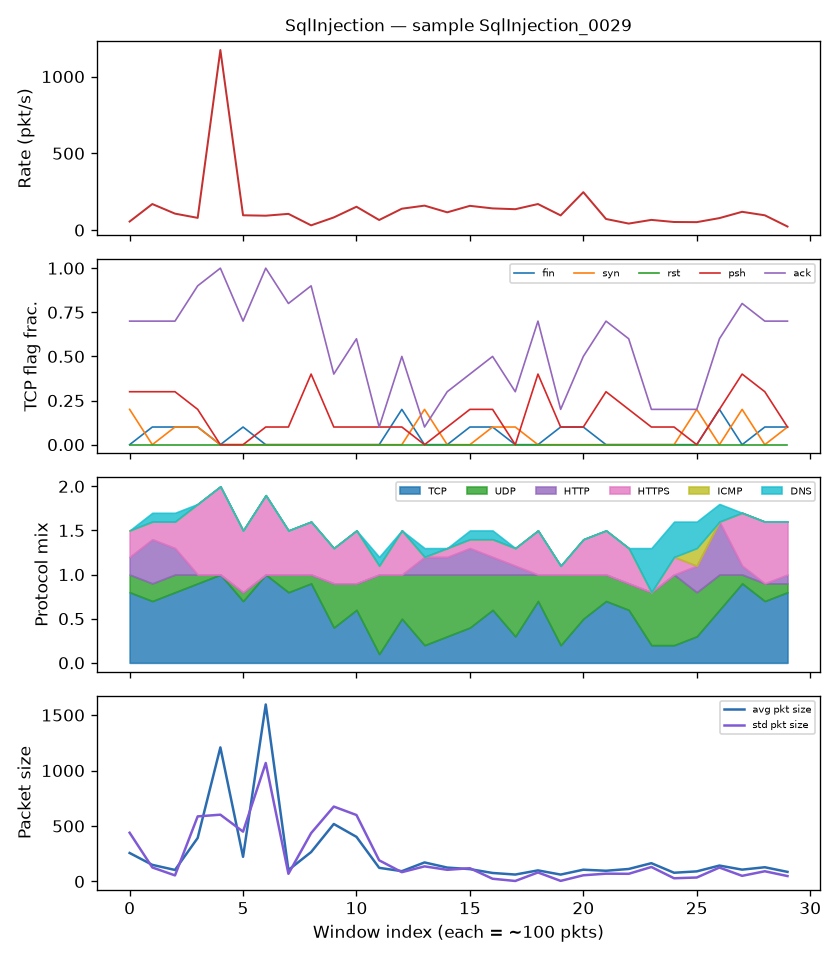 SqlInjection — sample SqlInjection_0029
Rate (pkt/s)
1000
500
0
TCP flag frac.
1.00
0.75
0.50
0.25
0.00
fin syn rst psh ack
Protocol mix
2.0
1.5
1.0
0.5
0.0
TCP UDP HTTP HTTPS ICMP DNS
Packet size
1500
1000
500
0
avg pkt size
std pkt size
0 5 10 15 20 25 30
Window index (each = ~100 pkts)